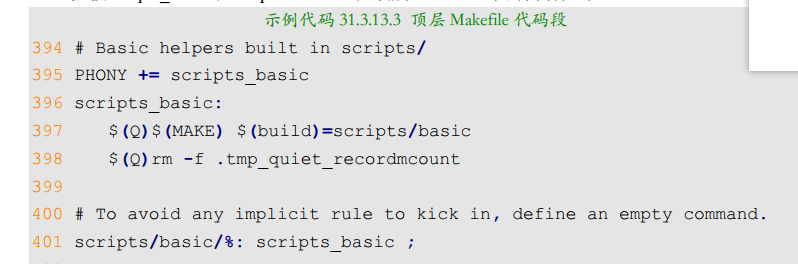 示例代码 31.3.13.3 顶层 Makefile 代码段
394 # Basic helpers built in scripts/
395 PHONY += scripts_basic
396 scripts_basic:
397     $(Q)$(MAKE) $(build)=scripts/basic
398     $(Q)rm -f .tmp_quiet_recordmcount
399
400 # To avoid any implicit rule to kick in, define an empty command.
401 scripts/basic/%: scripts_basic ;